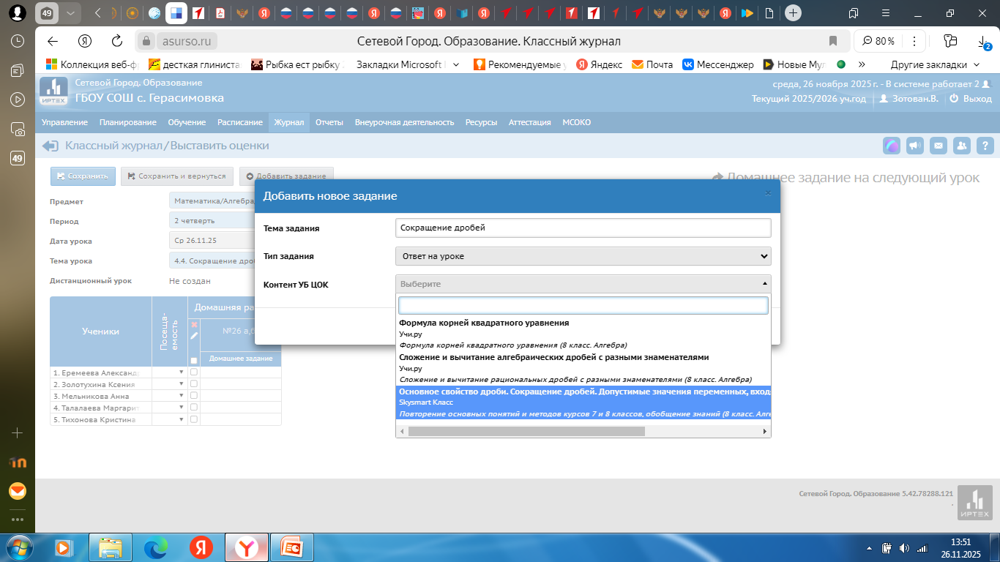 49
asurso.ru
Сетевой Город. Образование. Классный журнал
80 %
2
Коллекция веб-ф
десткая глиниста
Рыбка ест рыбку
Закладки Microsoft
Рекомендуемые у
Яндекс
Почта
Мессенджер
Новые Мул
»
Другие закладки
49
ИРТЕХ
Сетевой Город. Образование
ГБОУ СОШ с. Герасимовка
среда, 26 ноября 2025 г. - В системе работает 2
Текущий 2025/2026 уч.год
Зотован.В.
Выход
Управление
Планирование
Обучение
Расписание
Журнал
Отчеты
Внеурочная деятельность
Ресурсы
Аттестация
МСОКО
Классный журнал/Выставить оценки
?
Сохранить
Сохранить и вернуться
Добавить задание
Домашнее задание на следующий урок
Предмет
Математика/Алгебра
Период
2 четверть
Дата урока
Ср 26.11.25
Тема урока
4.4. Сокращение дроб
Дистанционный урок
Не создан
Добавить новое задание
×
Тема задания
Сокращение дробей
Тип задания
Ответ на уроке
Контент УБ ЦОК
Выберите
Формула корней квадратного уравнения
Учи.ру
Формула корней квадратного уравнения (8 класс. Алгебра)
Сложение и вычитание алгебраических дробей с разными знаменателями
Учи.ру
Сложение и вычитание рациональных дробей с разными знаменателями (8 класс. Алгебра)
Основное свойство дроби. Сокращение дробей. Допустимые значения переменных, входя
Skysmart Класс
Повторение основных понятий и методов курсов 7 и 8 классов, обобщение знаний (8 класс. Алге
Ученики
Посеща-
емость
Домашняя ра
№26 а,б
Домашнее задание
1. Еремеева Александ
2. Золотухина Ксения
3. Мельникова Анна
4. Талалаева Маргарит
5. Тихонова Кристина
Сетевой Город. Образование 5.42.78288.121
ИРТЕХ
13:51
26.11.2025